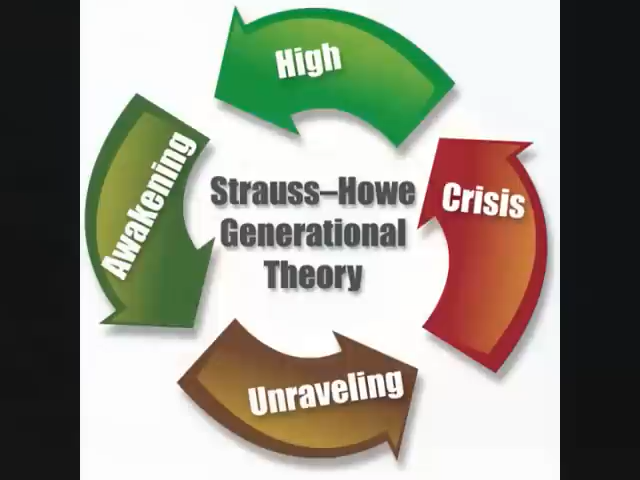 High
Awakening
Strauss–Howe
Generational
Theory
Crisis
Unraveling